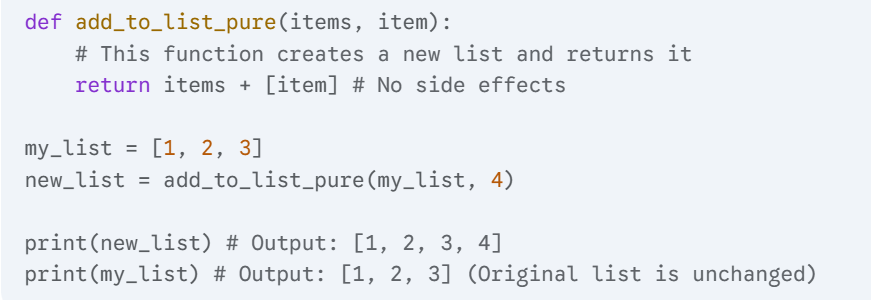 def add_to_list_pure(items, item):
    # This function creates a new list and returns it
    return items + [item] # No side effects

my_list = [1, 2, 3]
new_list = add_to_list_pure(my_list, 4)

print(new_list) # Output: [1, 2, 3, 4]
print(my_list) # Output: [1, 2, 3] (Original list is unchanged)